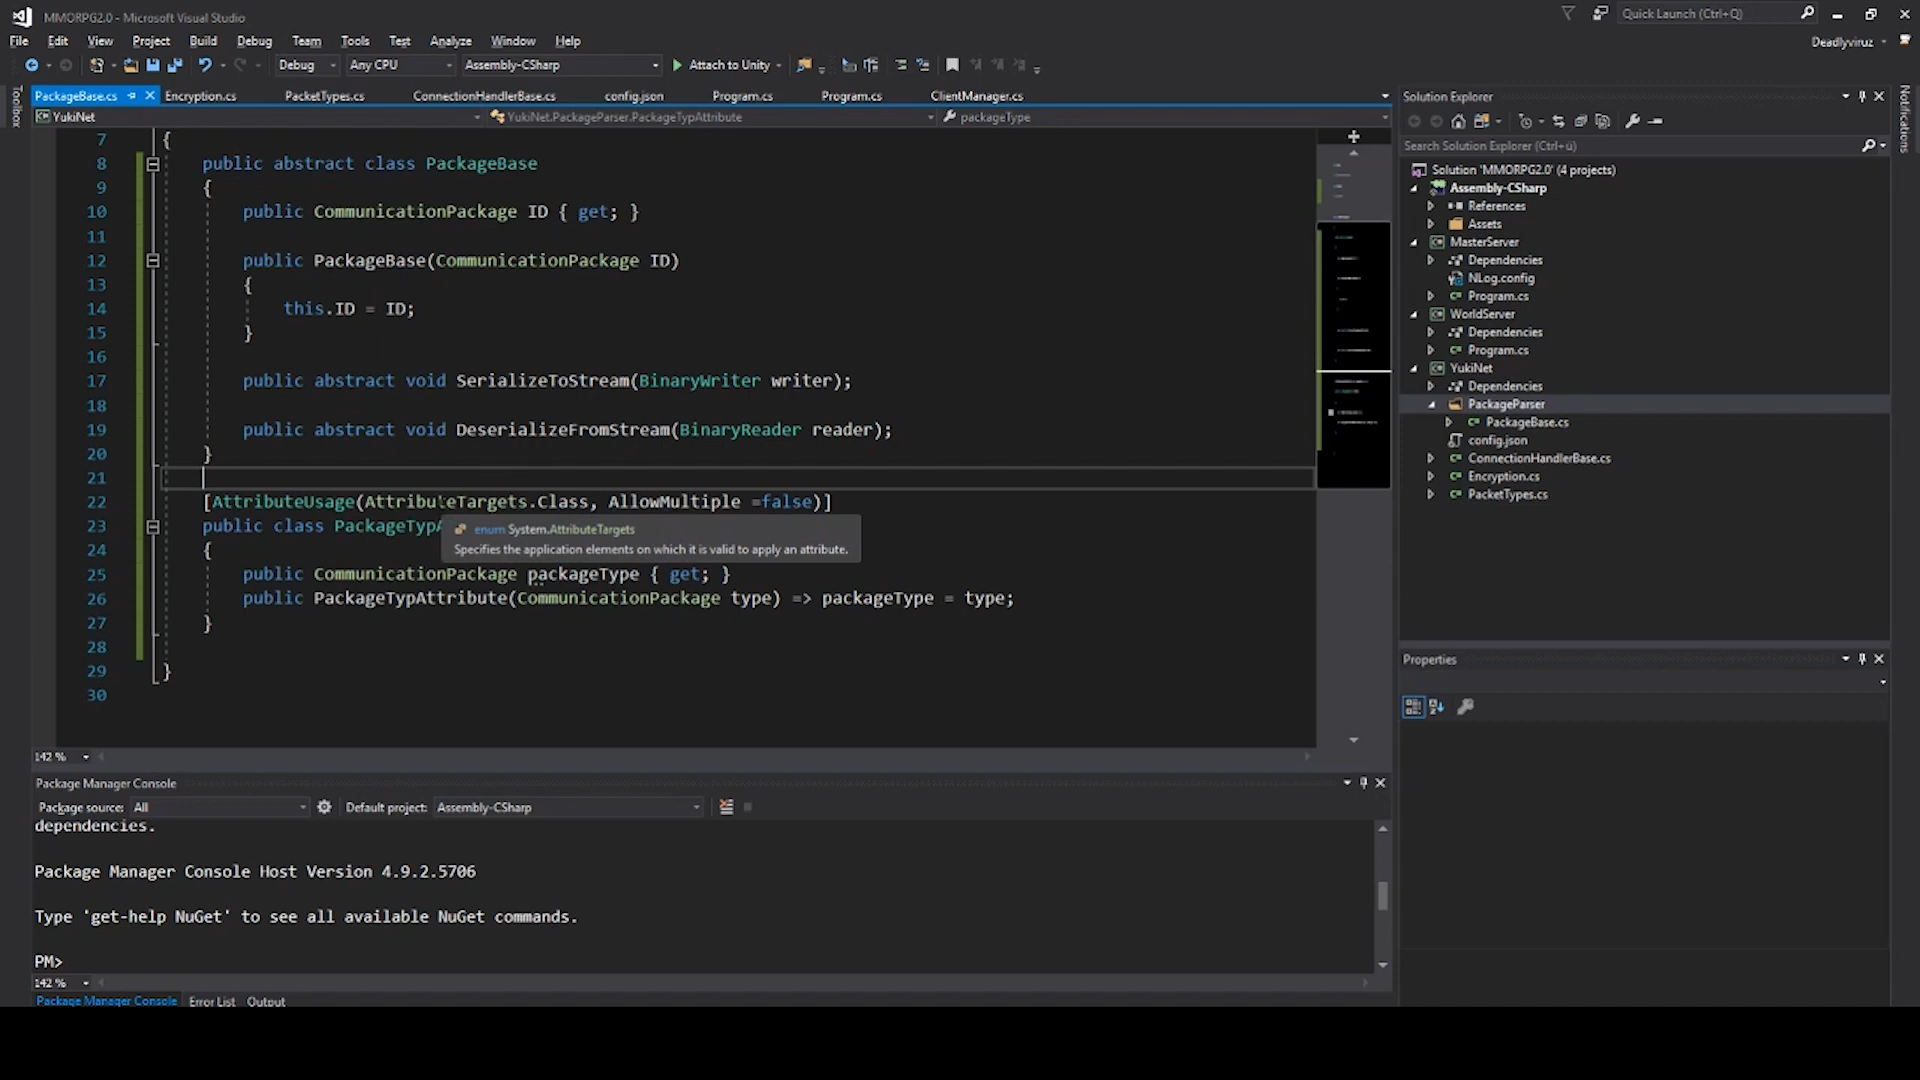 MMORPG2.0 - Microsoft Visual Studio
Quick Launch (Ctrl+Q)
File Edit View Project Build Debug Team Tools Test Analyze Window Help
Deadlyviruz
Debug Any CPU Assembly-CSharp Attach to Unity
Toolbox
PackageBase.cs Encryption.cs PacketTypes.cs ConnectionHandlerBase.cs config.json Program.cs Program.cs ClientManager.cs
YukiNet YukiNet.PackageParser.PackageTypAttribute packageType
7 {
8 public abstract class PackageBase
9 {
10 public CommunicationPackage ID { get; }
11
12 public PackageBase(CommunicationPackage ID)
13 {
14 this.ID = ID;
15 }
16
17 public abstract void SerializeToStream(BinaryWriter writer);
18
19 public abstract void DeserializeFromStream(BinaryReader reader);
20 }
21
22 [AttributeUsage(AttributeTargets.Class, AllowMultiple =false)]
23 public class PackageTypA
enum System.AttributeTargets
Specifies the application elements on which it is valid to apply an attribute.
24 {
25 public CommunicationPackage packageType { get; }
26 public PackageTypAttribute(CommunicationPackage type) => packageType = type;
27 }
28
29 }
30
142 %
Package Manager Console
Package source: All Default project: Assembly-CSharp
dependencies.
Package Manager Console Host Version 4.9.2.5706
Type 'get-help NuGet' to see all available NuGet commands.
PM>
142 %
Package Manager Console Error List Output
Solution Explorer
Search Solution Explorer (Ctrl+ü)
Solution 'MMORPG2.0' (4 projects)
Assembly-CSharp
References
Assets
MasterServer
Dependencies
NLog.config
Program.cs
WorldServer
Dependencies
Program.cs
YukiNet
Dependencies
PackageParser
PackageBase.cs
config.json
ConnectionHandlerBase.cs
Encryption.cs
PacketTypes.cs
Properties
Notifications